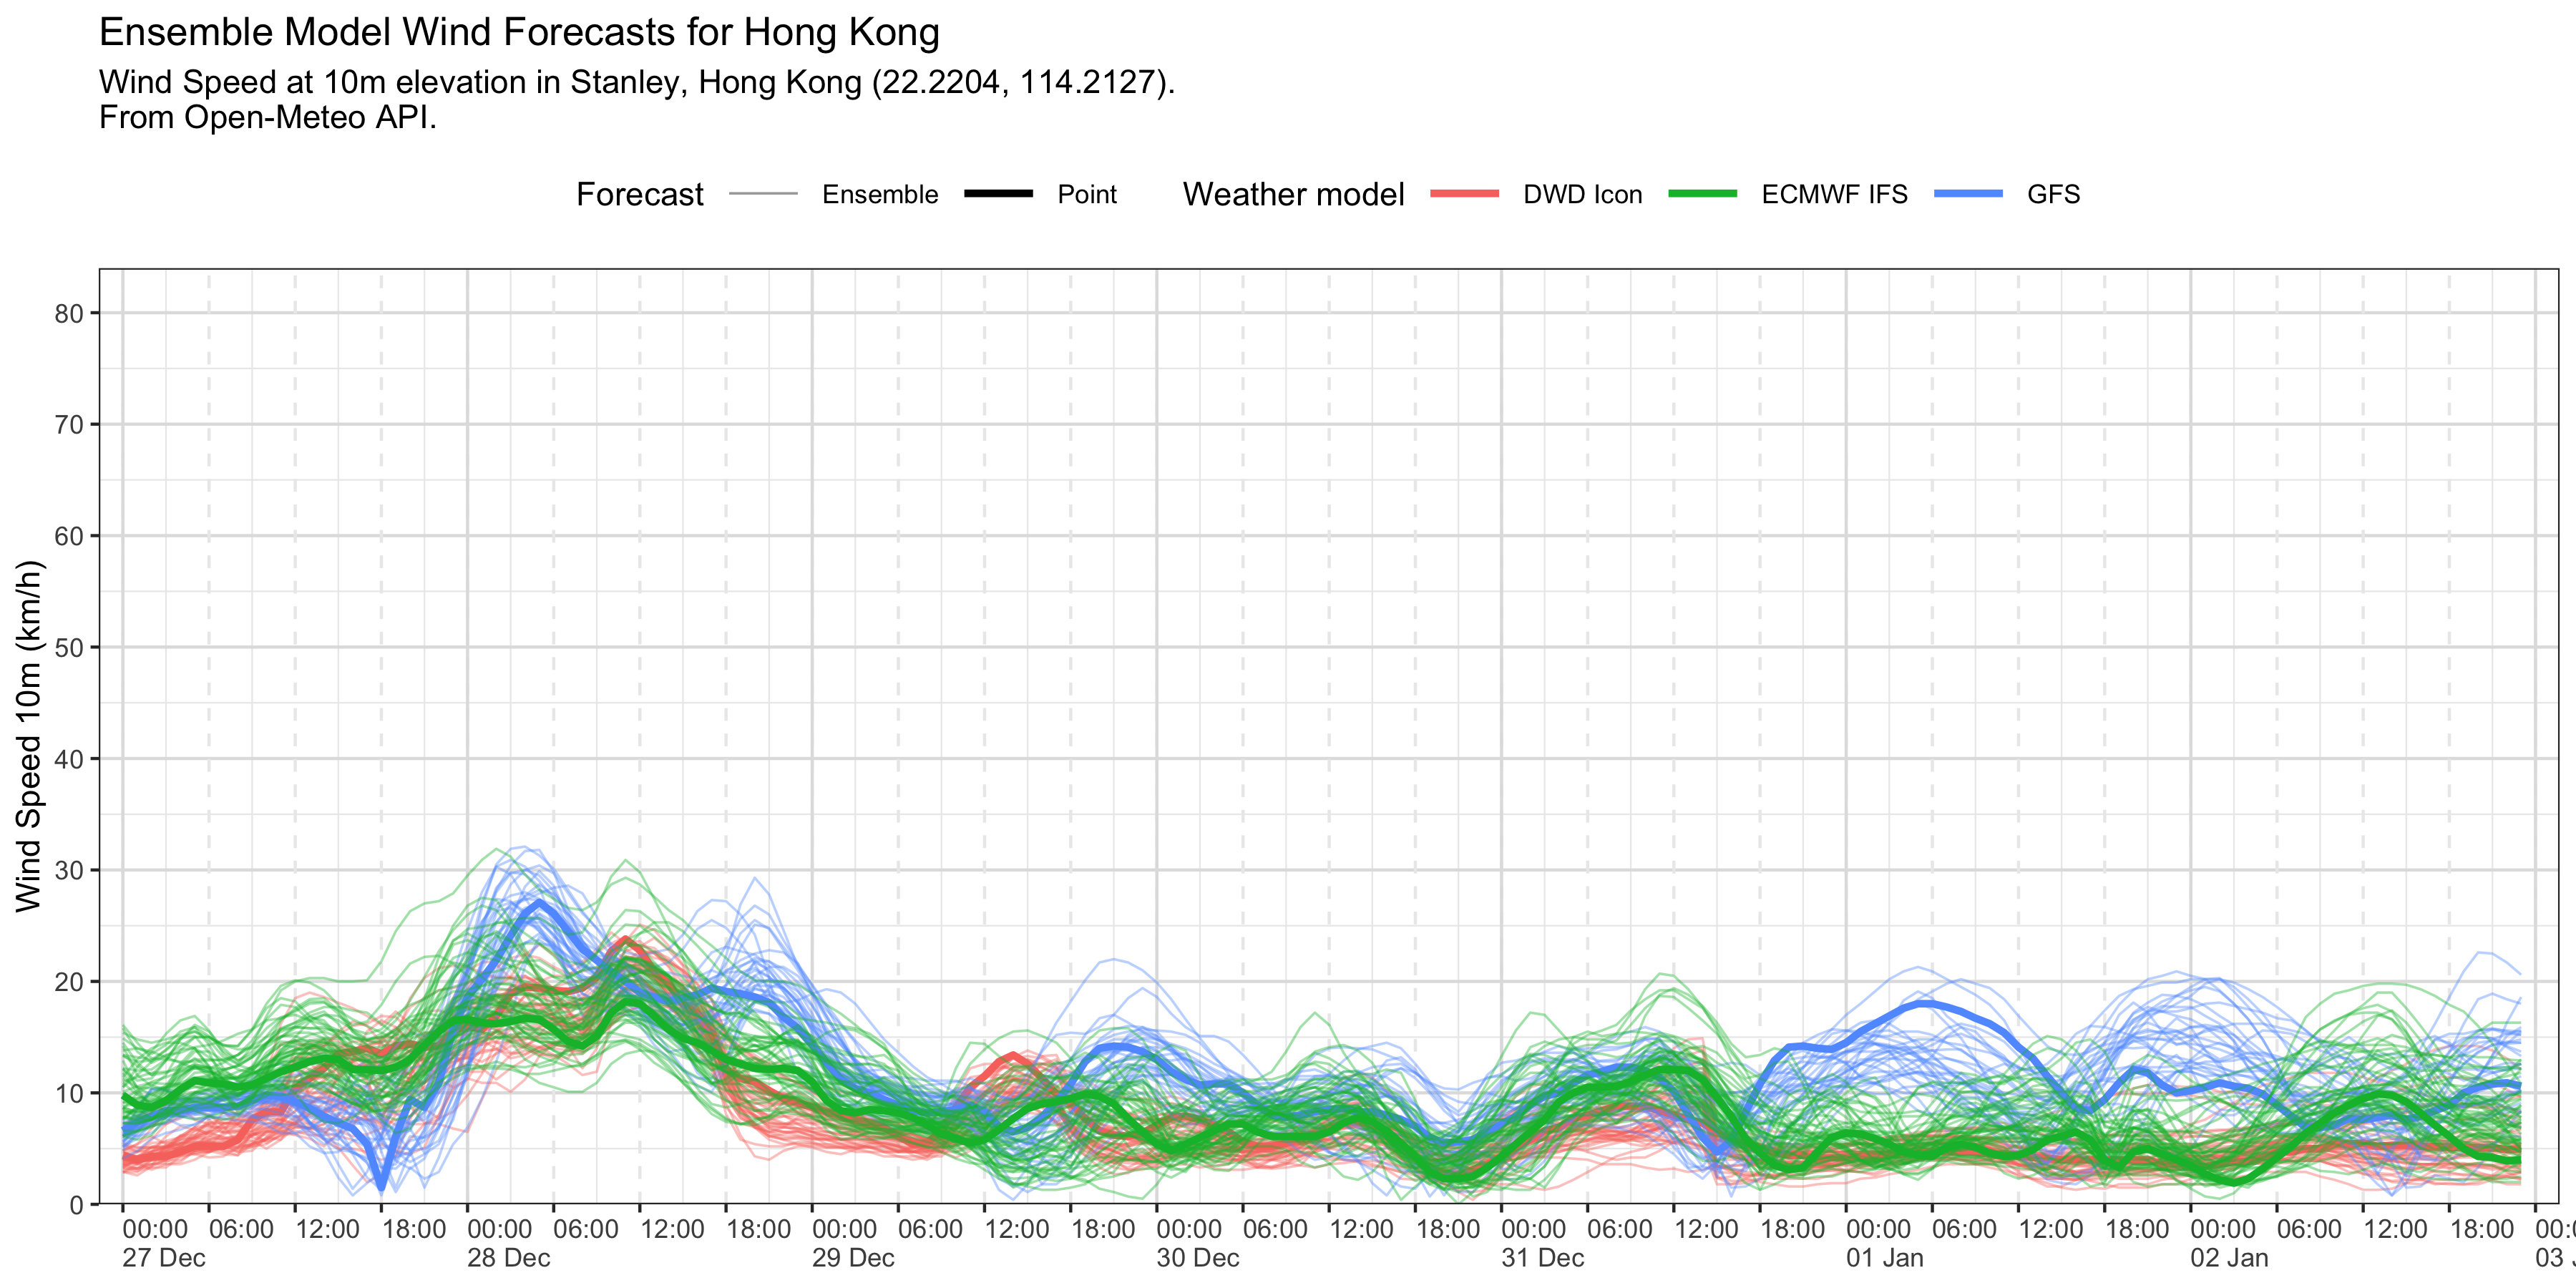 Ensemble Model Wind Forecasts for Hong Kong
Wind Speed at 10m elevation in Stanley, Hong Kong (22.2204, 114.2127).
From Open-Meteo API.
Forecast Ensemble Point Weather model DWD Icon ECMWF IFS GFS
Wind Speed 10m (km/h)
80
70
60
50
40
30
20
10
0
00:00 06:00 12:00 18:00 00:00 06:00 12:00 18:00 00:00 06:00 12:00 18:00 00:00 06:00 12:00 18:00 00:00 06:00 12:00 18:00 00:00 06:00 12:00 18:00 00:00 06:00 12:00 18:00
27 Dec 28 Dec 29 Dec 30 Dec 31 Dec 01 Jan 02 Jan 03